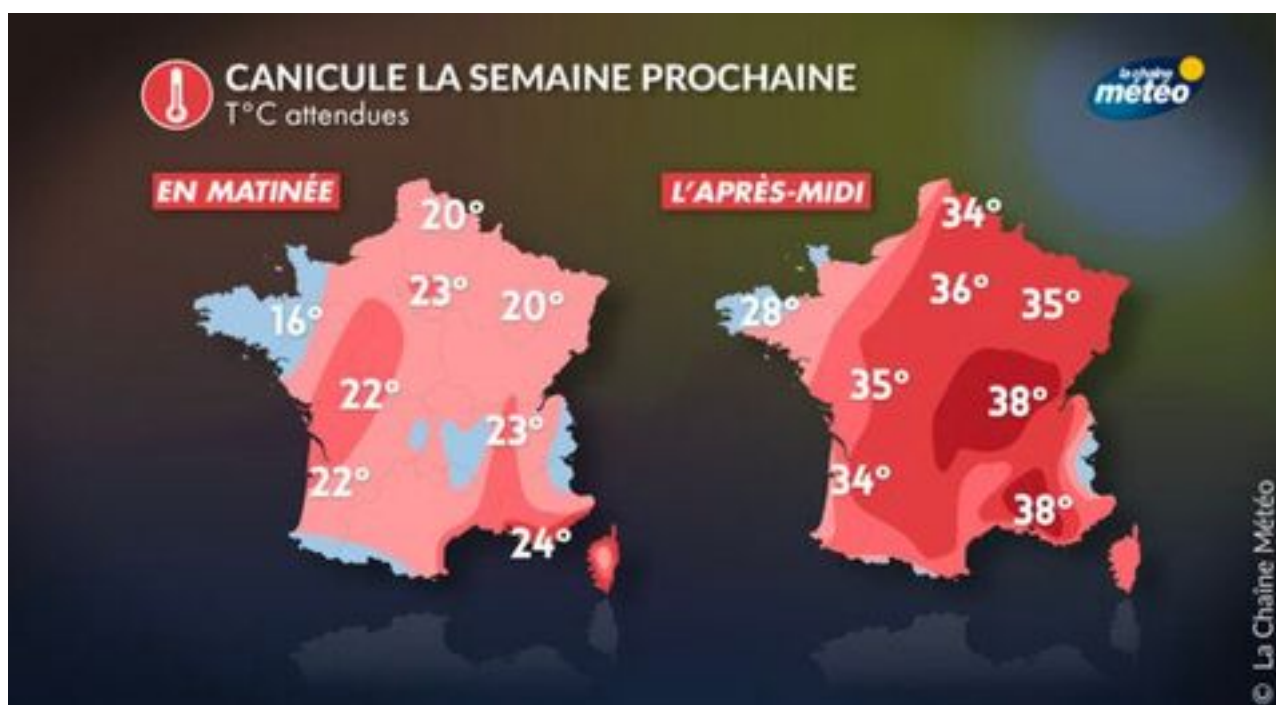 CANICULE LA SEMAINE PROCHAINE
T°C attendues
la chaîne
météo
EN MATINÉE
20°
23°
20°
16°
22°
23°
22°
24°
L'APRÈS-MIDI
34°
36°
35°
28°
35°
38°
34°
38°
© La Chaîne Météo